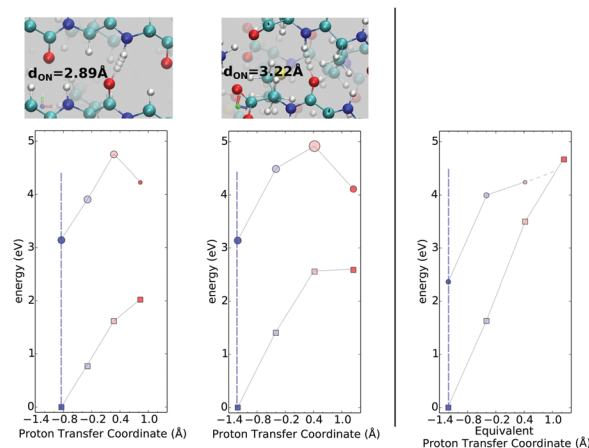 dON=2.89Å
dON=3.22Å
energy (eV)
5
4
3
2
1
0
−1.4 −0.8 −0.2 0.4 1.0
Proton Transfer Coordinate (Å)
energy (eV)
5
4
3
2
1
0
−1.4 −0.8 −0.2 0.4 1.0
Proton Transfer Coordinate (Å)
energy (eV)
5
4
3
2
1
0
−1.4 −0.8 −0.2 0.4 1.0
Equivalent
Proton Transfer Coordinate (Å)